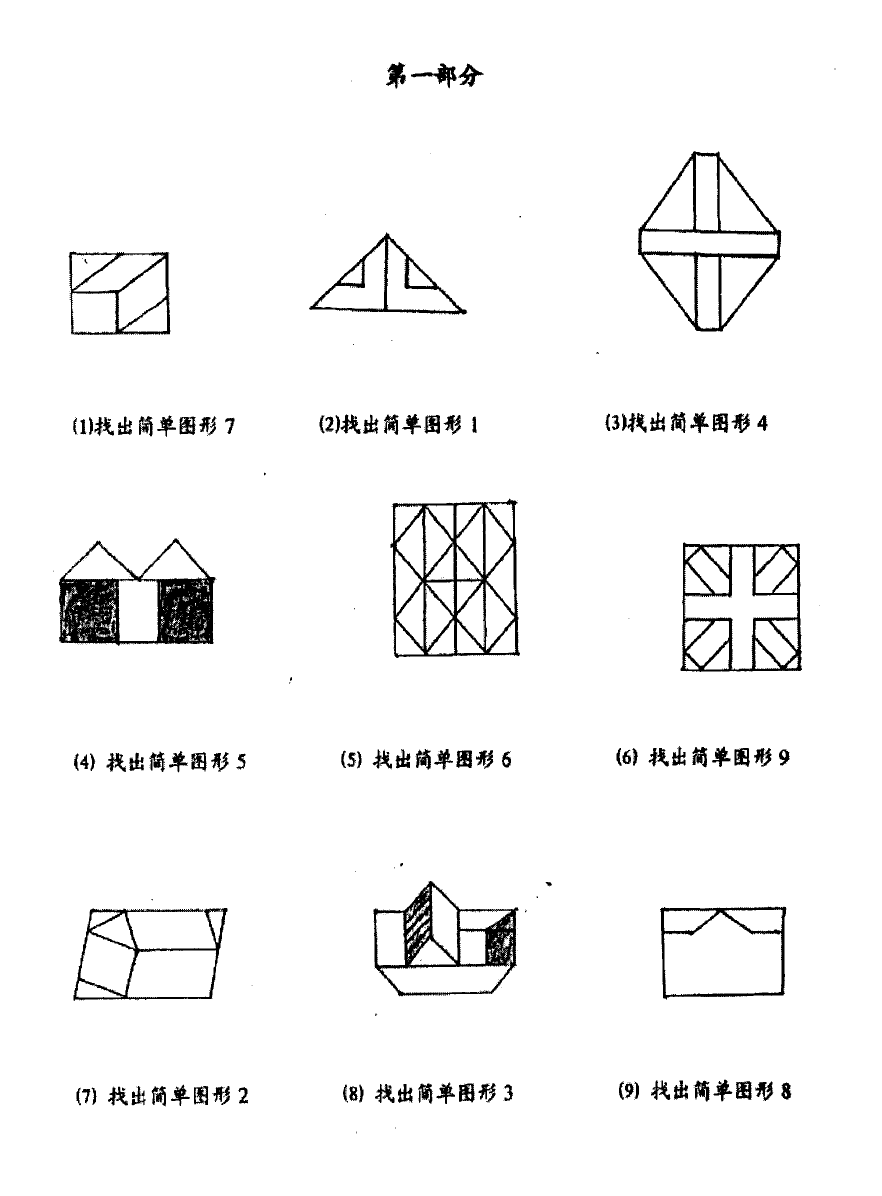 第一部分
(1)找出简单图形 7
(2)找出简单图形 1
(3)找出简单图形 4
(4) 找出简单图形 5
(5) 找出简单图形 6
(6) 找出简单图形 9
(7) 找出简单图形 2
(8) 找出简单图形 3
(9) 找出简单图形 8